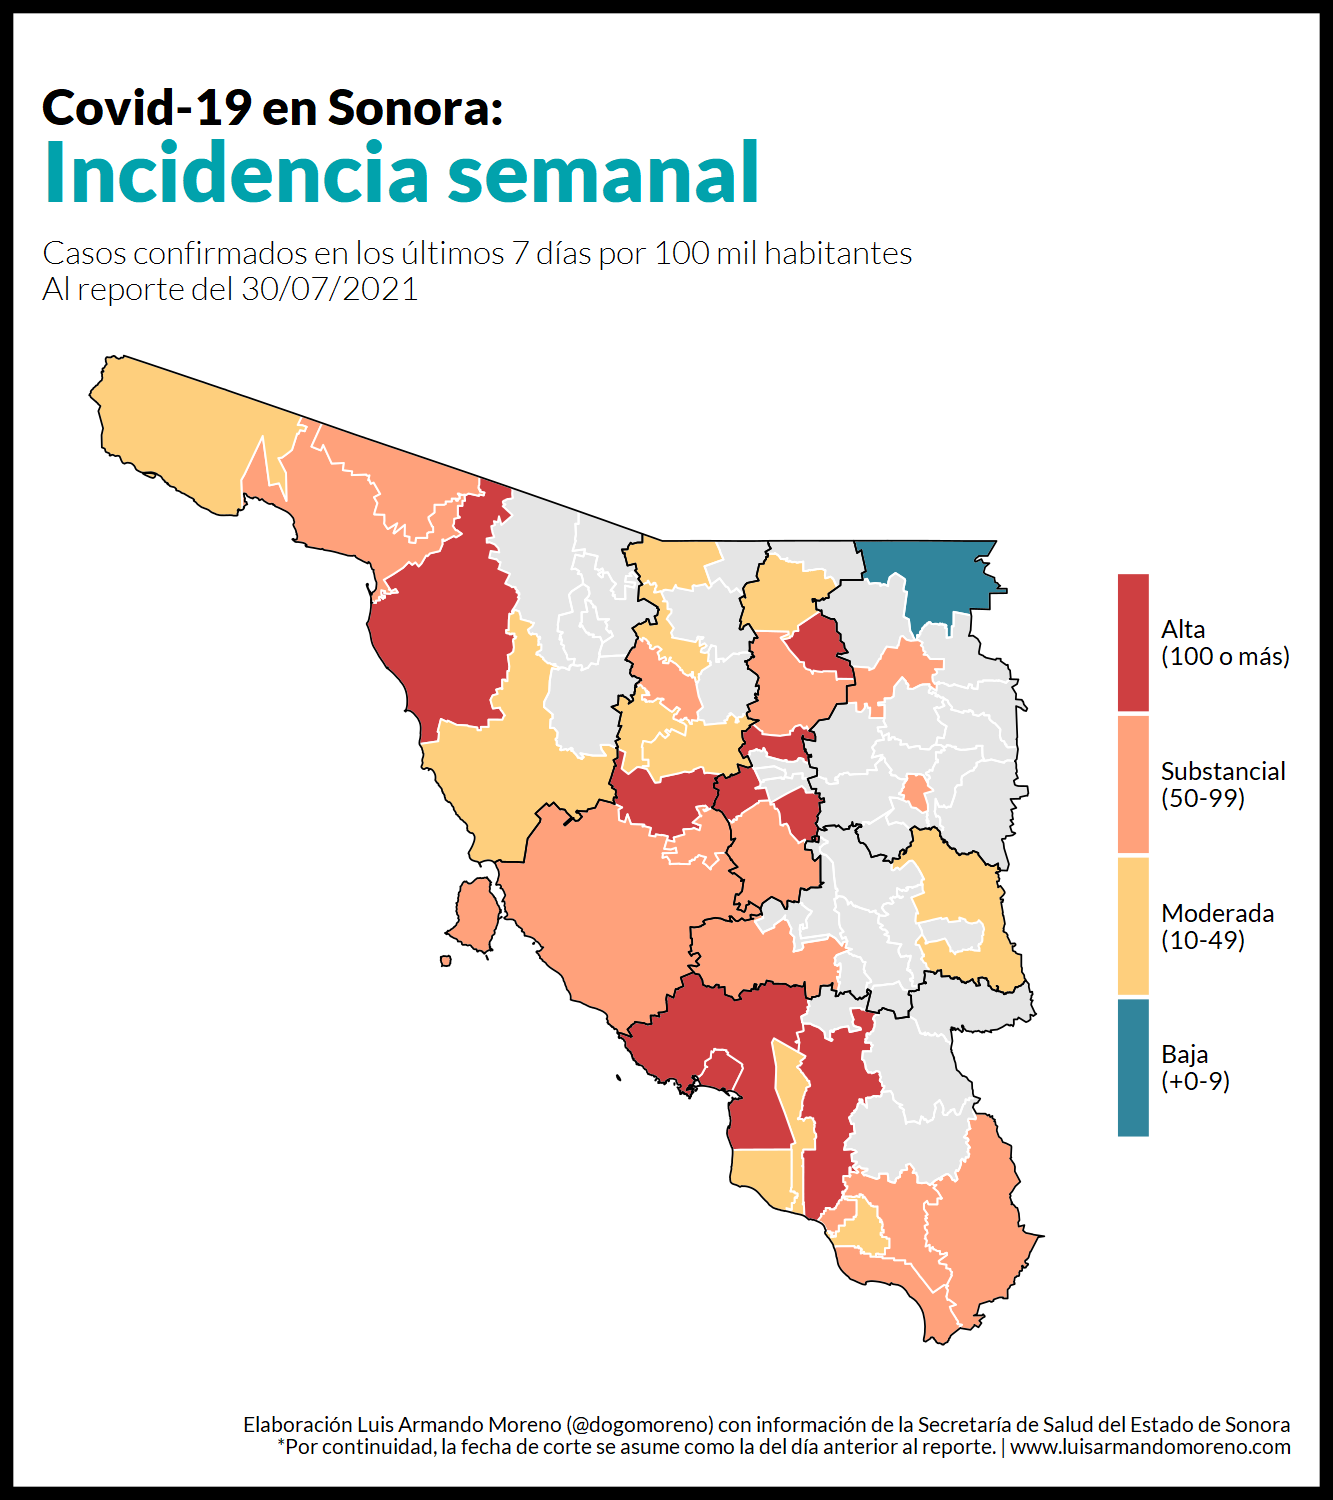 Covid-19 en Sonora:
Incidencia semanal
Casos confirmados en los últimos 7 días por 100 mil habitantes
Al reporte del 30/07/2021
Alta
(100 o más)
Substancial
(50-99)
Moderada
(10-49)
Baja
(+0-9)
Elaboración Luis Armando Moreno (@dogomoreno) con información de la Secretaría de Salud del Estado de Sonora
*Por continuidad, la fecha de corte se asume como la del día anterior al reporte. | www.luisarmandomoreno.com